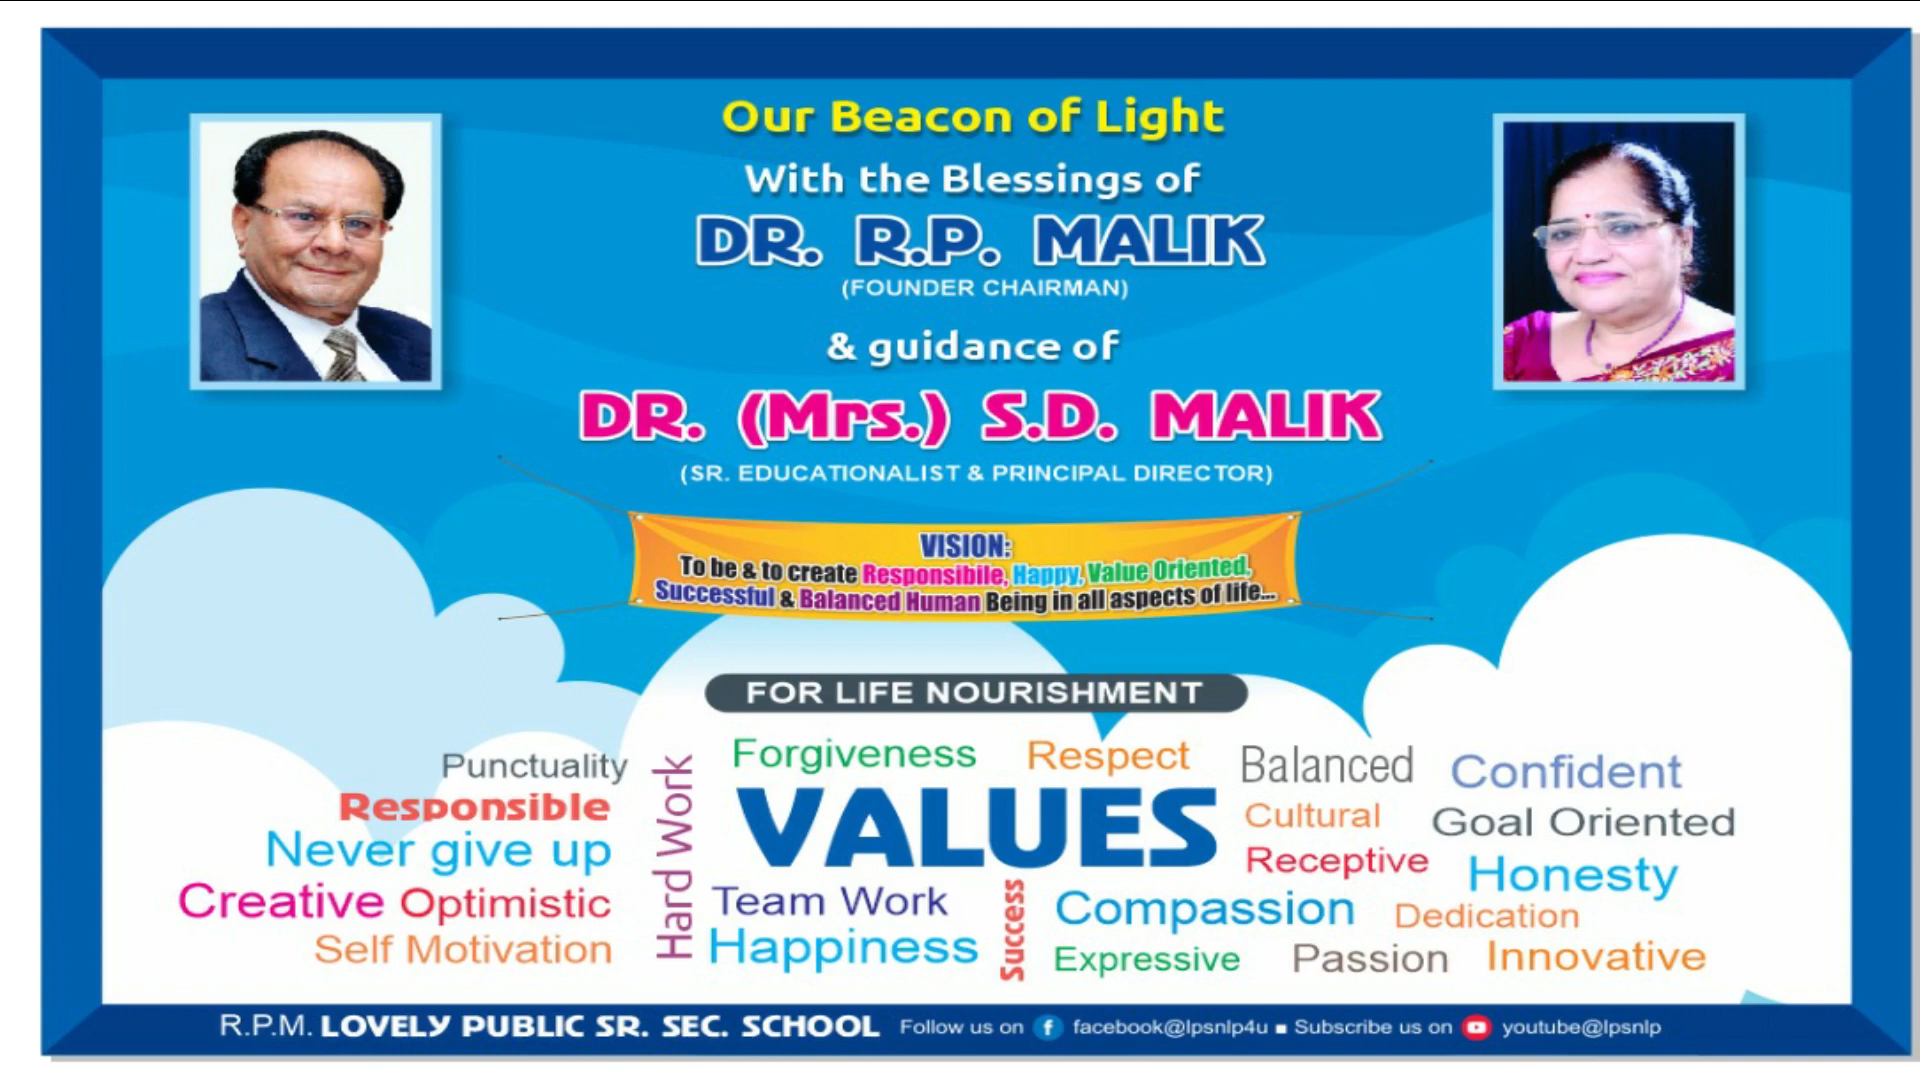 Our Beacon of Light
With the Blessings of
DR. R.P. MALIK
(FOUNDER CHAIRMAN)
& guidance of
DR. (Mrs.) S.D. MALIK
(SR. EDUCATIONALIST & PRINCIPAL DIRECTOR)
VISION:
To be & to create Responsibile, Happy, Value Oriented,
Successful & Balanced Human Being in all aspects of life...
FOR LIFE NOURISHMENT
Punctuality
Responsible
Never give up
Creative Optimistic
Self Motivation
Hard Work
Forgiveness Respect
VALUES
Team Work
Happiness
Success
Balanced Confident
Cultural Goal Oriented
Receptive Honesty
Compassion Dedication
Expressive Passion Innovative
R.P.M. LOVELY PUBLIC SR. SEC. SCHOOL Follow us on facebook@lpsnlp4u ■ Subscribe us on youtube@lpsnlp